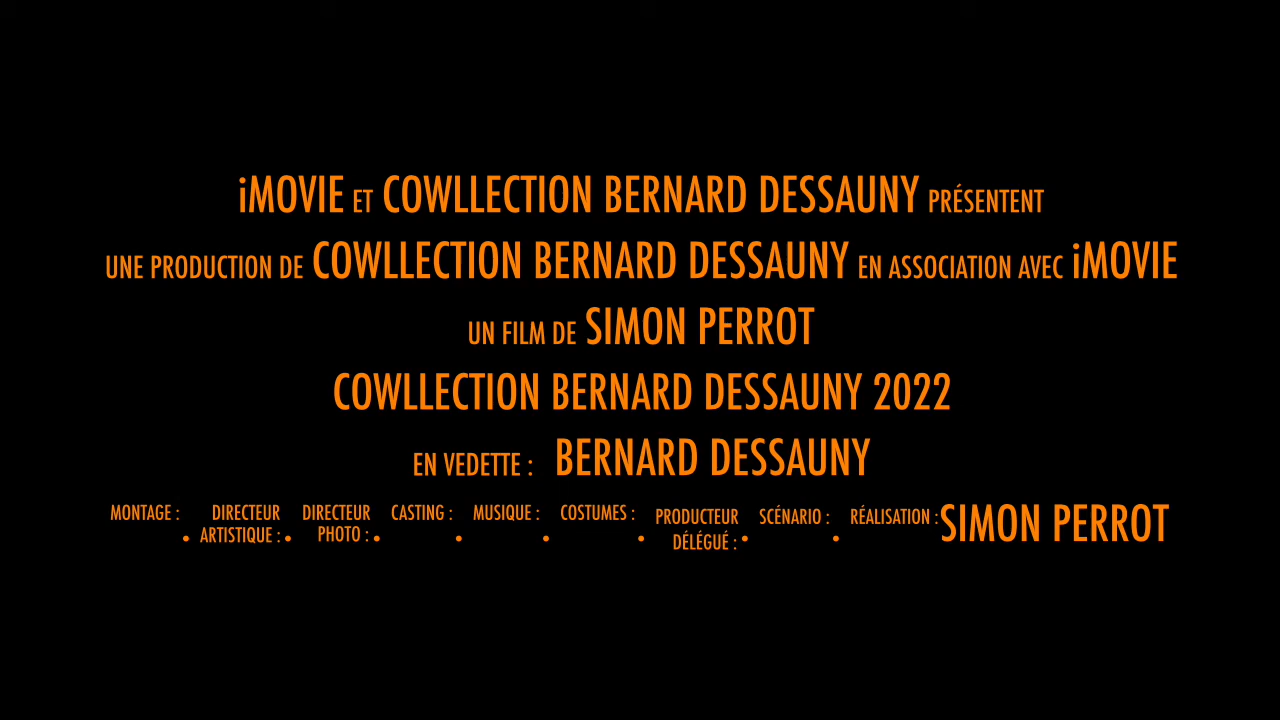 iMOVIE ET COWLLECTION BERNARD DESSAUNY PRÉSENTENT
UNE PRODUCTION DE COWLLECTION BERNARD DESSAUNY EN ASSOCIATION AVEC iMOVIE
UN FILM DE SIMON PERROT
COWLLECTION BERNARD DESSAUNY 2022
EN VEDETTE : BERNARD DESSAUNY
MONTAGE : • DIRECTEUR ARTISTIQUE : • DIRECTEUR PHOTO : • CASTING : • MUSIQUE : • COSTUMES : • PRODUCTEUR DÉLÉGUÉ : • SCÉNARIO : • RÉALISATION : SIMON PERROT